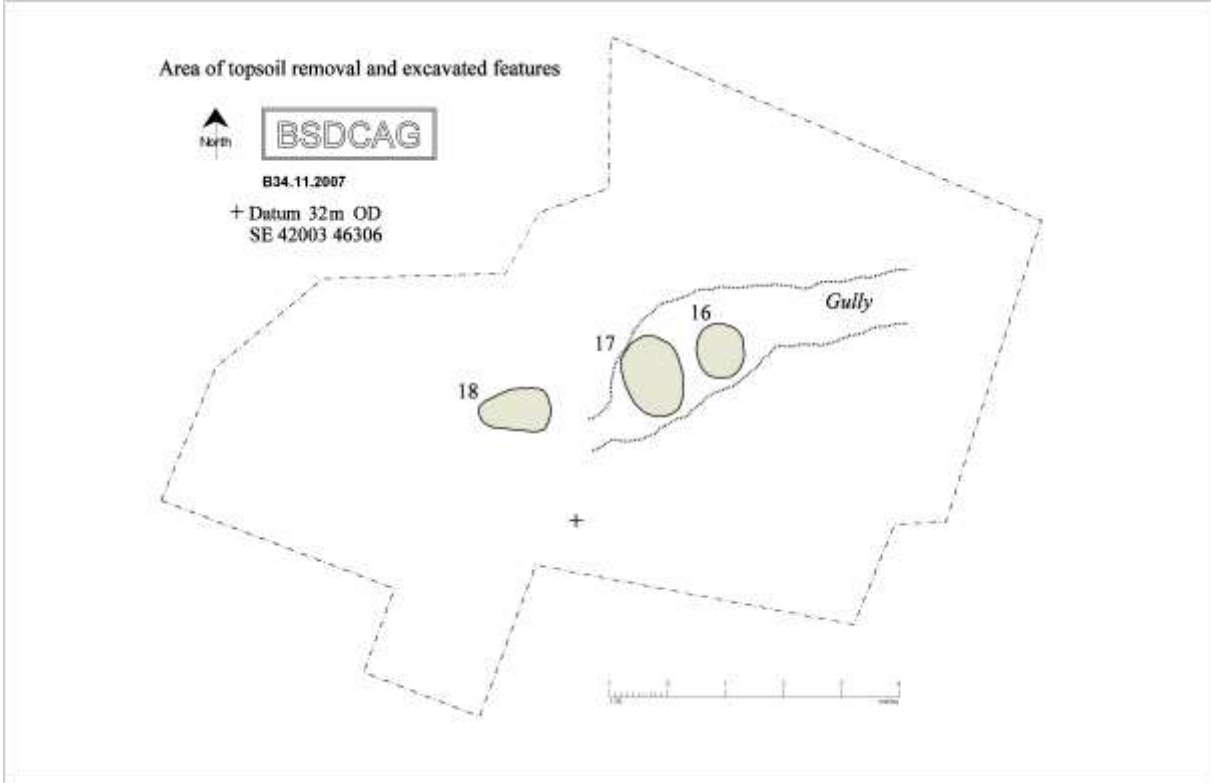 Area of topsoil removal and excavated features
North
BSDCAG
B34.11.2007
+ Datum 32m OD
SE 42003 46306
Gully
16
17
18